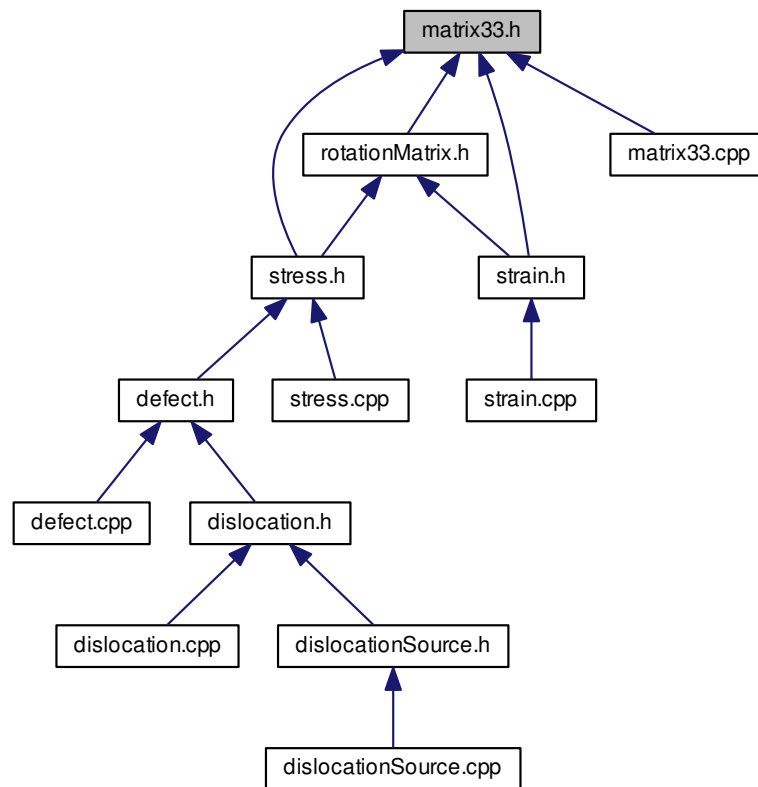 matrix33.h
rotationMatrix.h
matrix33.cpp
stress.h
strain.h
defect.h
stress.cpp
strain.cpp
defect.cpp
dislocation.h
dislocation.cpp
dislocationSource.h
dislocationSource.cpp